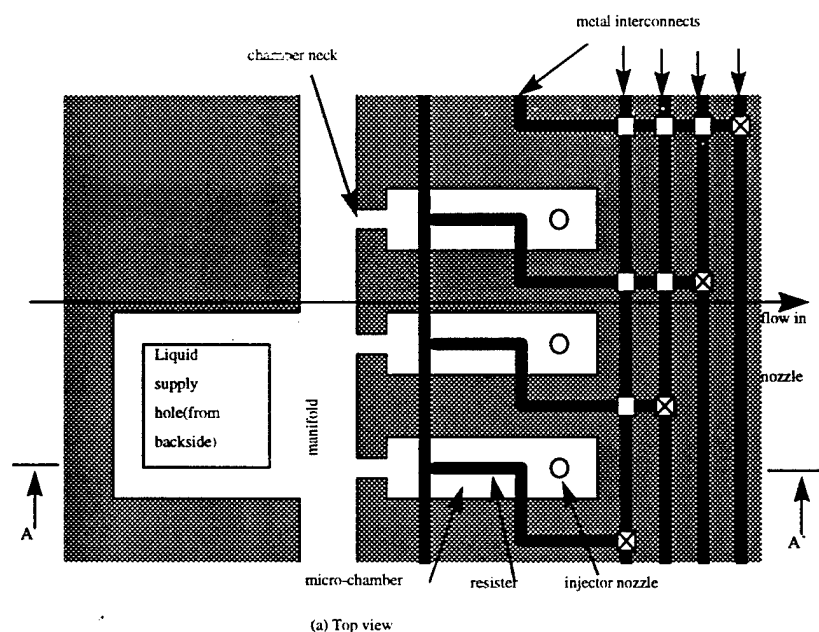 metal interconnects
chamber neck
flow in
nozzle
Liquid
supply
hole(from
backside)
manifold
A
A
micro-chamber
resister
injector nozzle
(a) Top view